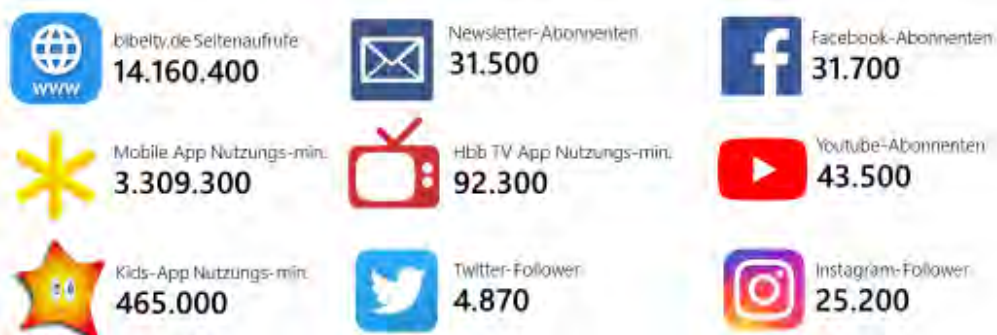 bibeltv.de Seitenaufrufe
14.160.400
www
Newsletter-Abonnenten
31.500
Facebook-Abonnenten
31.700
Mobile App Nutzungs-min.
3.309.300
Hbb TV App Nutzungs-min.
92.300
Youtube-Abonnenten
43.500
Kids-App Nutzungs-min.
465.000
Twitter-Follower
4.870
Instagram-Follower
25.200